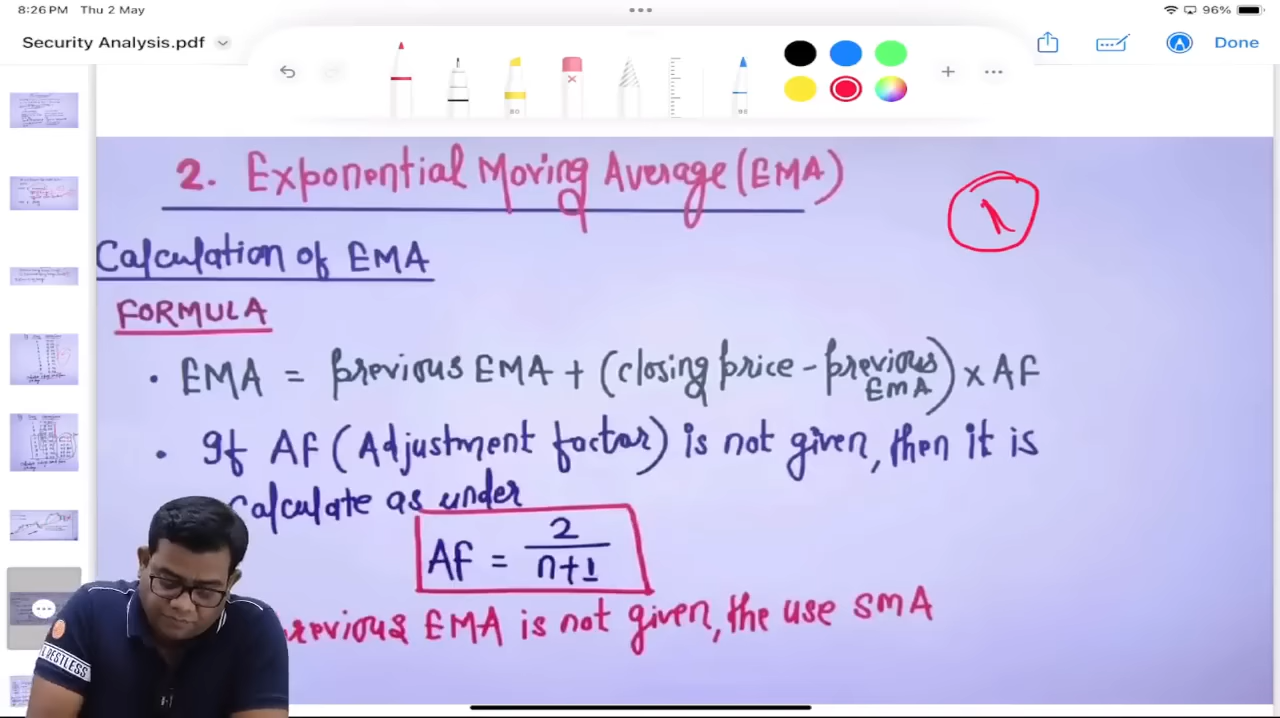 8:26 PM Thu 2 May
96%
Security Analysis.pdf
Done
80
98
2. Exponential Moving Average (EMA)
Calculation of EMA
FORMULA
• EMA = previous EMA + (closing price - previous EMA) × AF
• If AF (Adjustment factor) is not given, then it is
calculate as under
AF = 2
n+1
previous EMA is not given, the use SMA